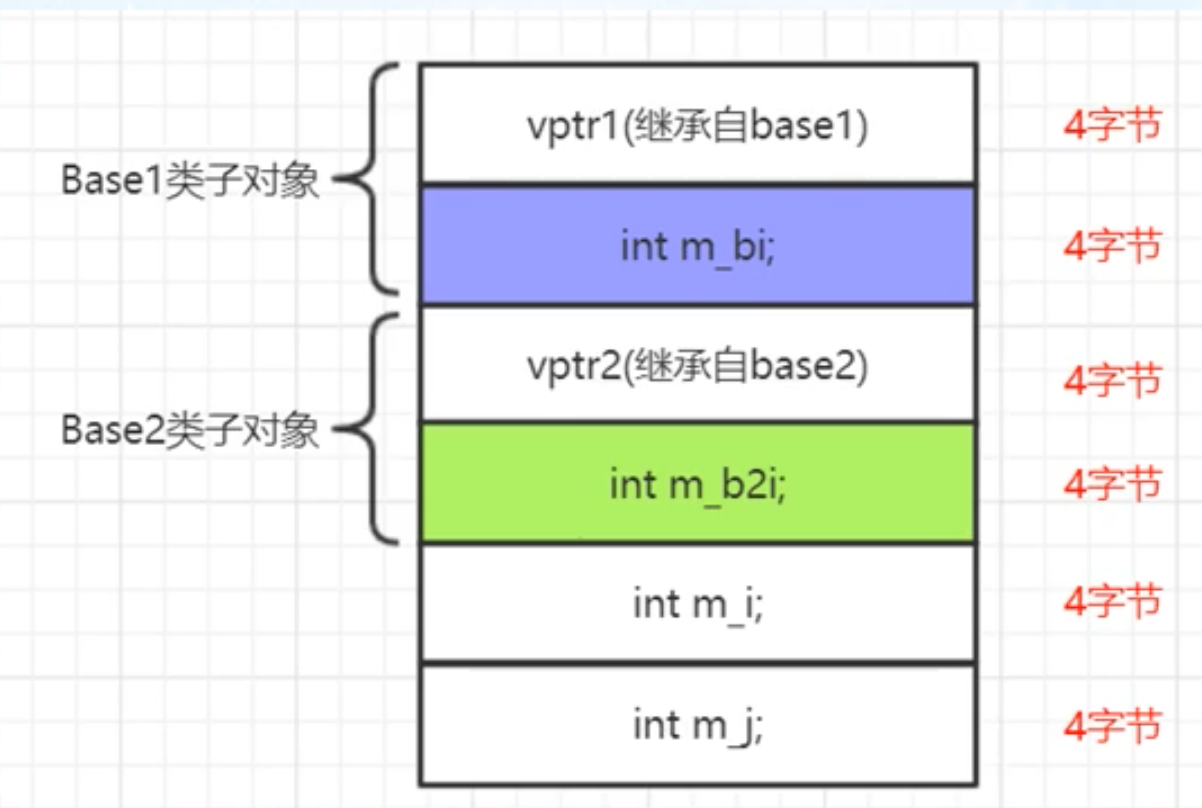 vptr1(继承自base1)
4字节
Base1类子对象
int m_bi;
4字节
vptr2(继承自base2)
4字节
Base2类子对象
int m_b2i;
4字节
int m_i;
4字节
int m_j;
4字节